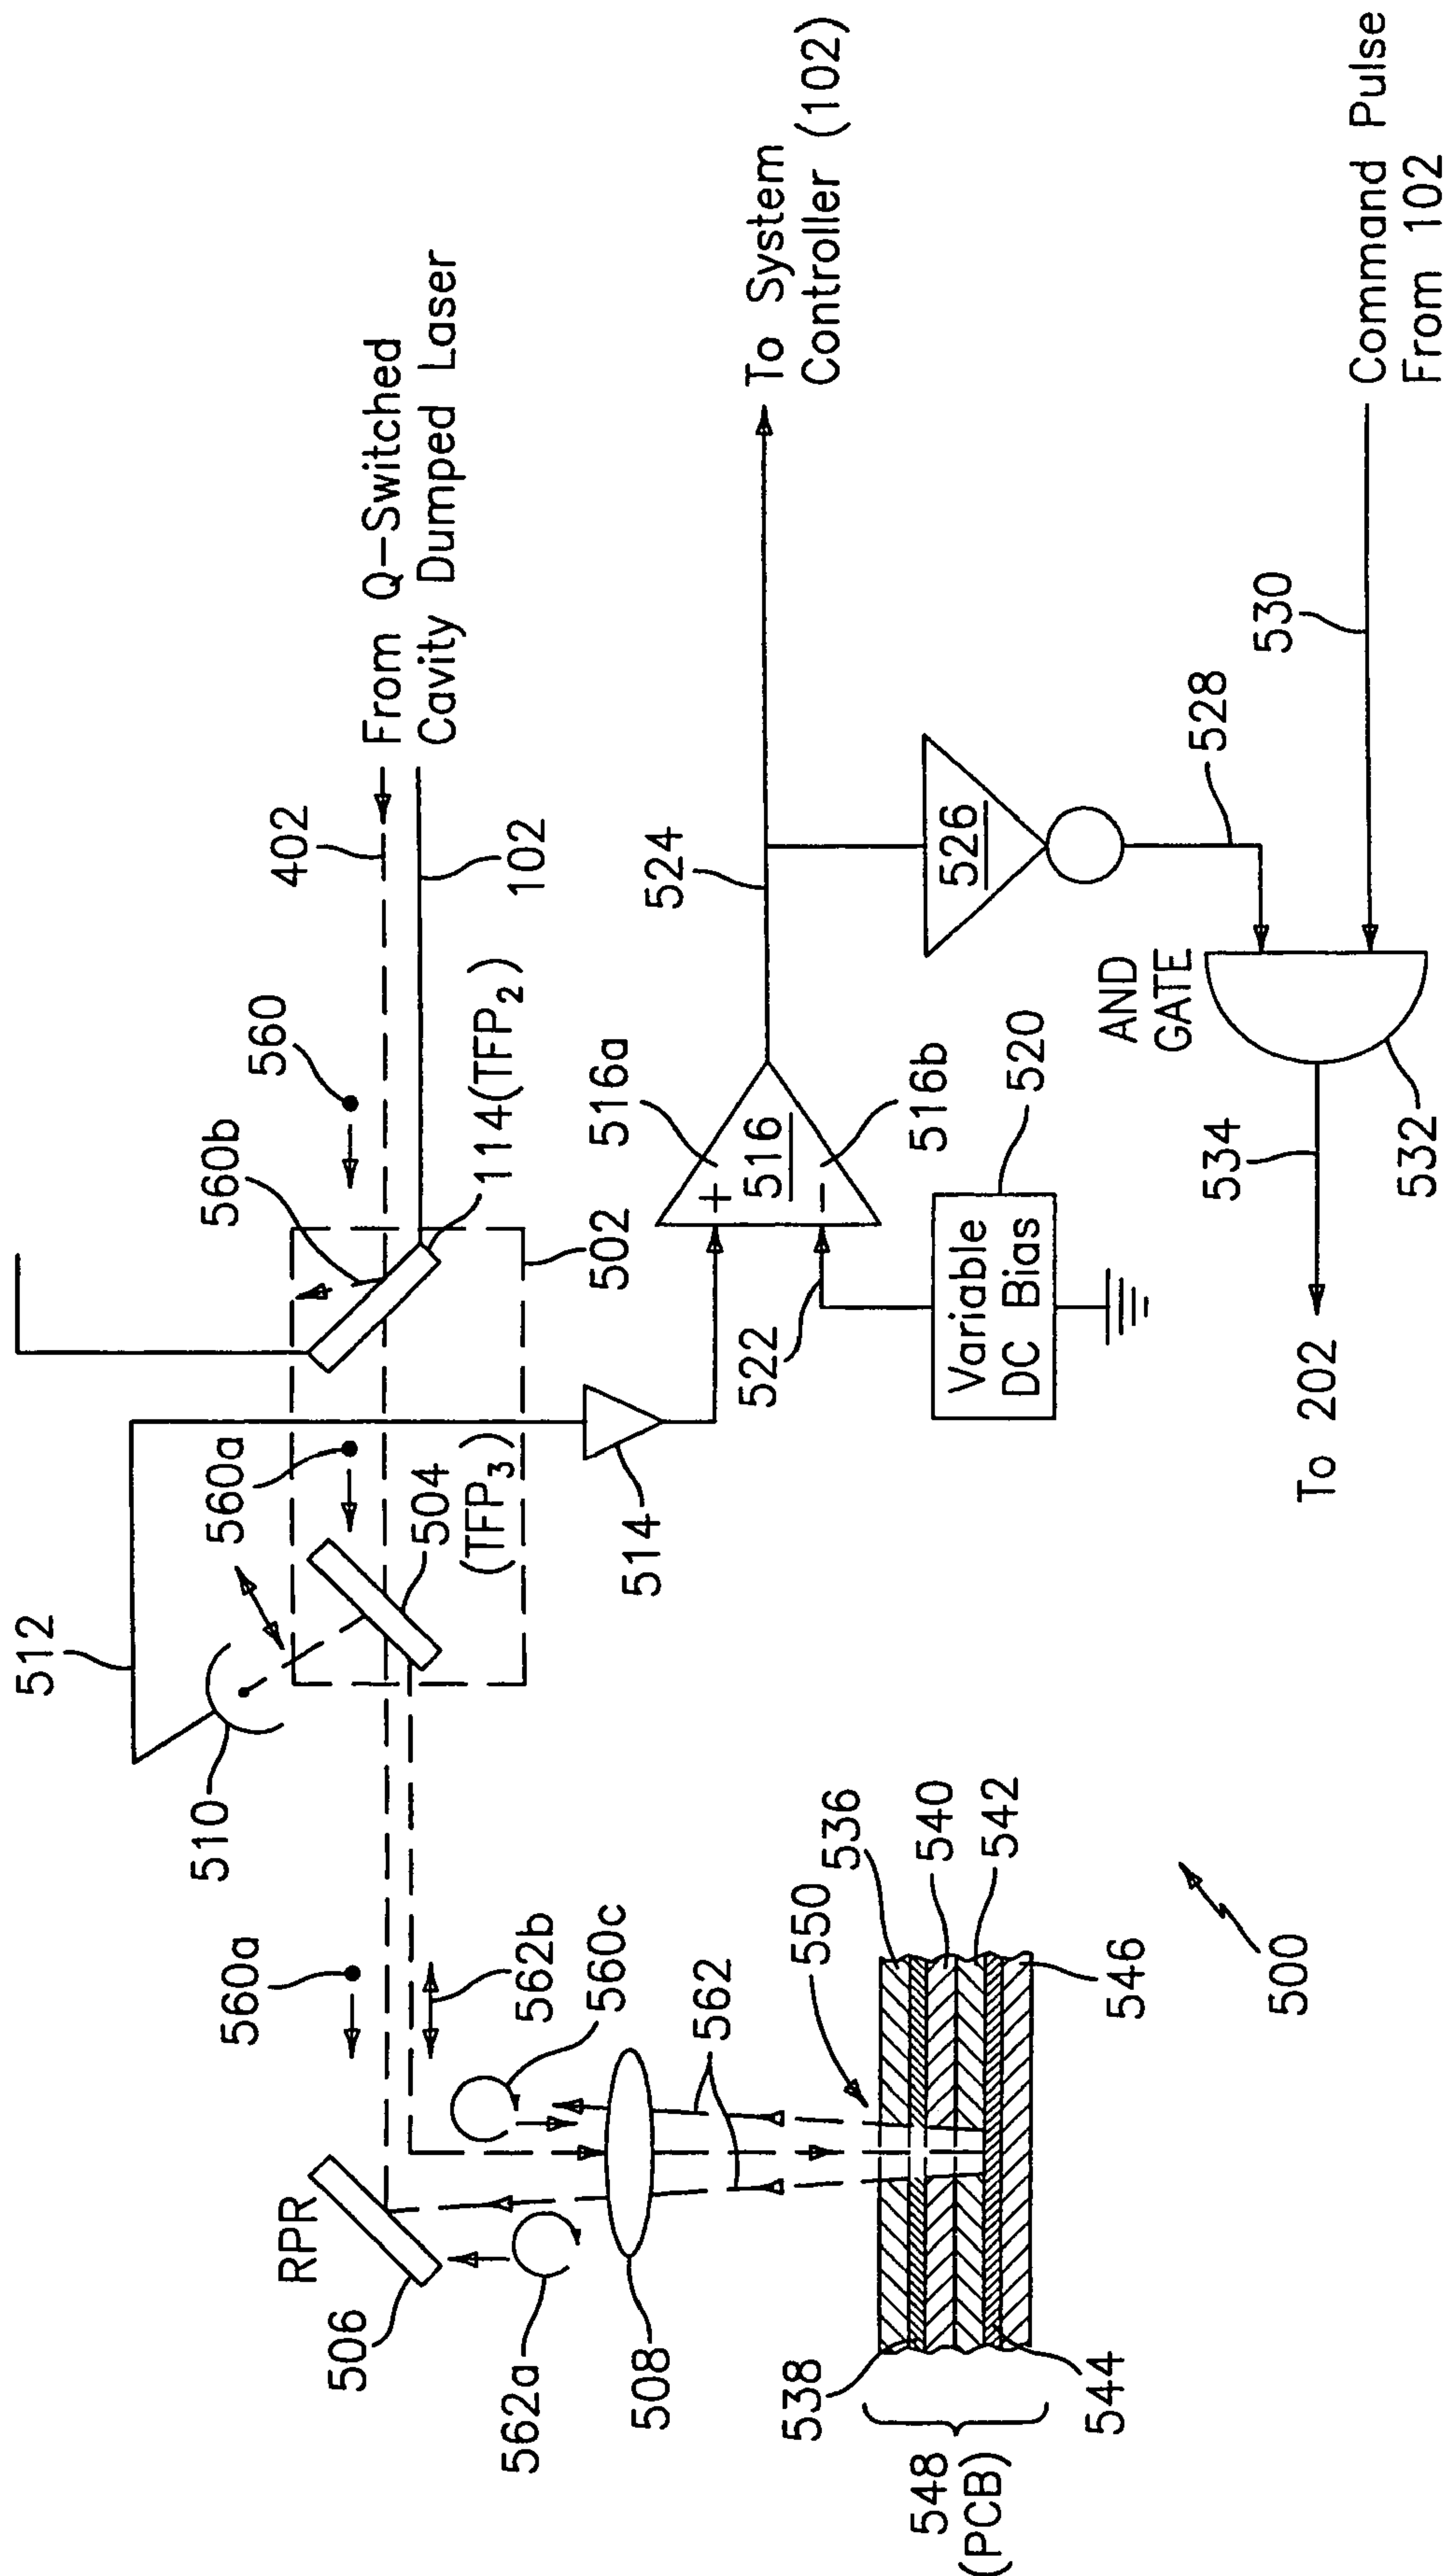 From Q-Switched
Cavity Dumped Laser
402
102
560
560b
114(TFP2)
502
560a
504
(TFP3)
512
510
514
560a
562b
560c
562
RPR
506
562a
508
550
536
540
542
546
538
544
548
(PCB)
500
To System
Controller (102)
524
516a
516
516b
+
−
522
520
Variable
DC Bias
526
528
530
AND
GATE
532
534
To 202
Command Pulse
From 102